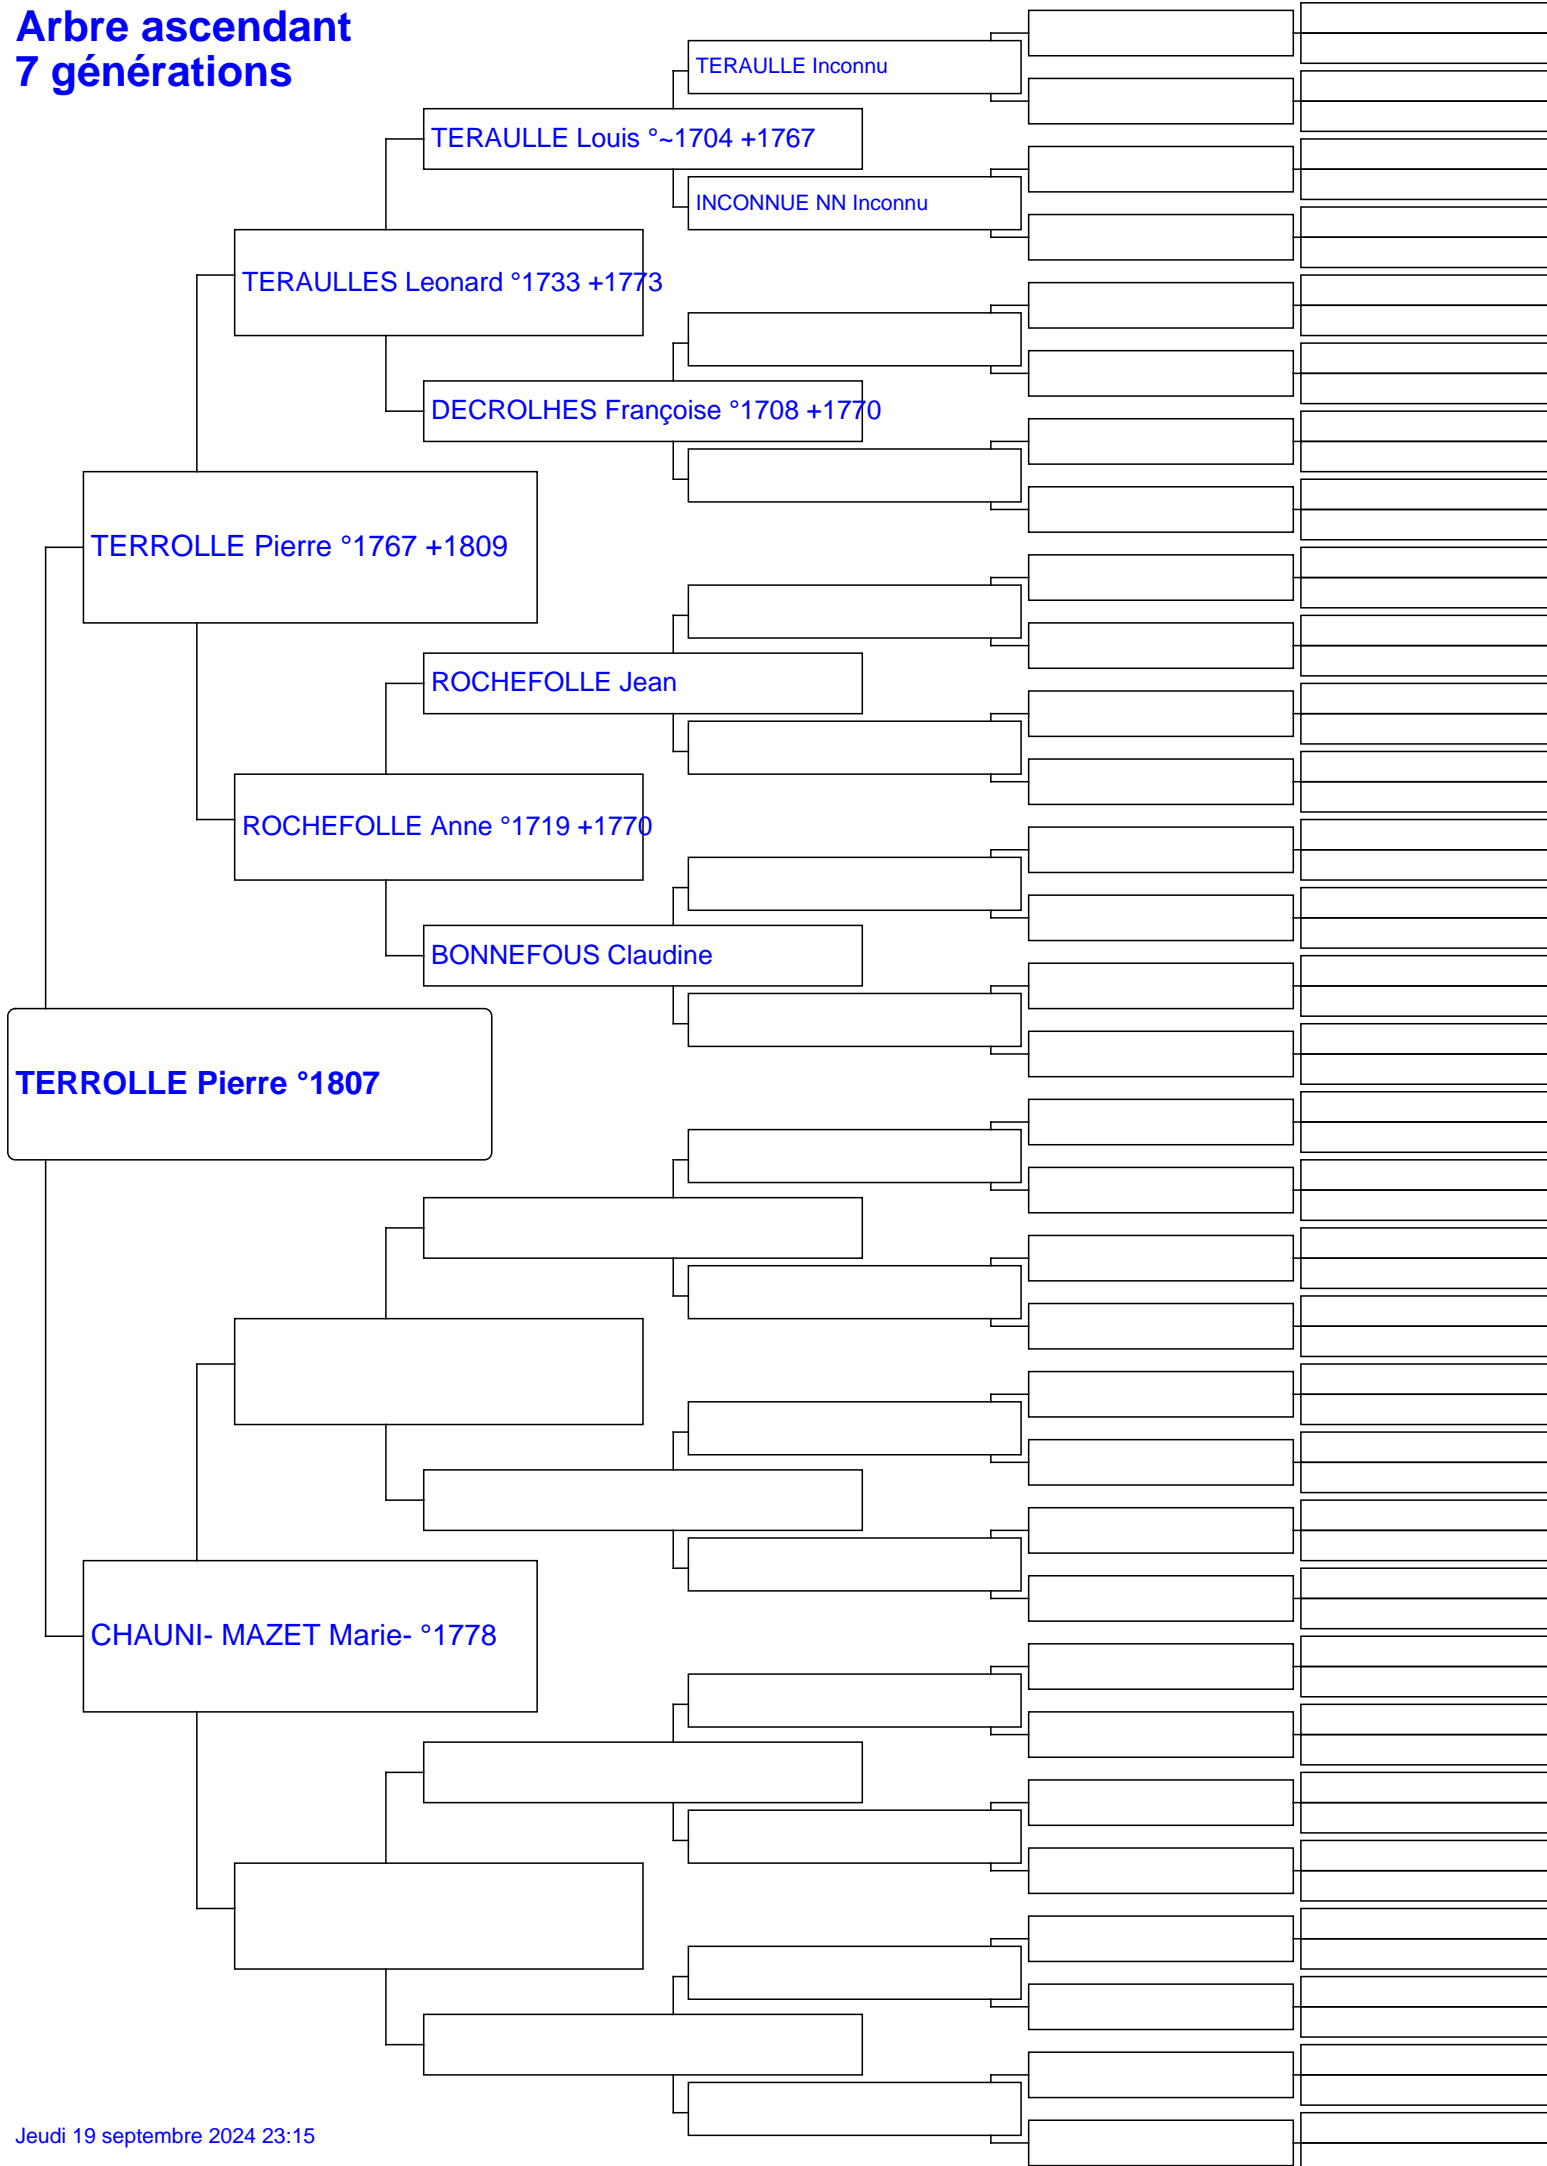 Arbre ascendant
7 générations
TERAULLE Inconnu
TERAULLE Louis °~1704 +1767
INCONNUE NN Inconnu
TERAULLES Leonard °1733 +1773
DECROLHES Françoise °1708 +1770
TERROLLE Pierre °1767 +1809
ROCHEFOLLE Jean
ROCHEFOLLE Anne °1719 +1770
BONNEFOUS Claudine
TERROLLE Pierre °1807
CHAUNI- MAZET Marie- °1778
Jeudi 19 septembre 2024 23:15